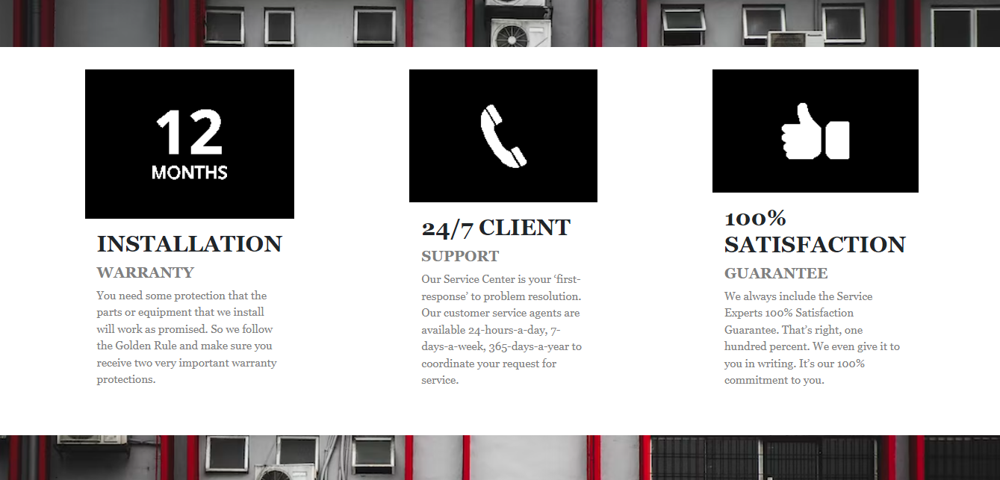 12
MONTHS
INSTALLATION
WARRANTY
You need some protection that the
parts or equipment that we install
will work as promised. So we follow
the Golden Rule and make sure you
receive two very important warranty
protections.
24/7 CLIENT
SUPPORT
Our Service Center is your ‘first-
response’ to problem resolution.
Our customer service agents are
available 24-hours-a-day, 7-
days-a-week, 365-days-a-year to
coordinate your request for
service.
100%
SATISFACTION
GUARANTEE
We always include the Service
Experts 100% Satisfaction
Guarantee. That’s right, one
hundred percent. We even give it to
you in writing. It’s our 100%
commitment to you.